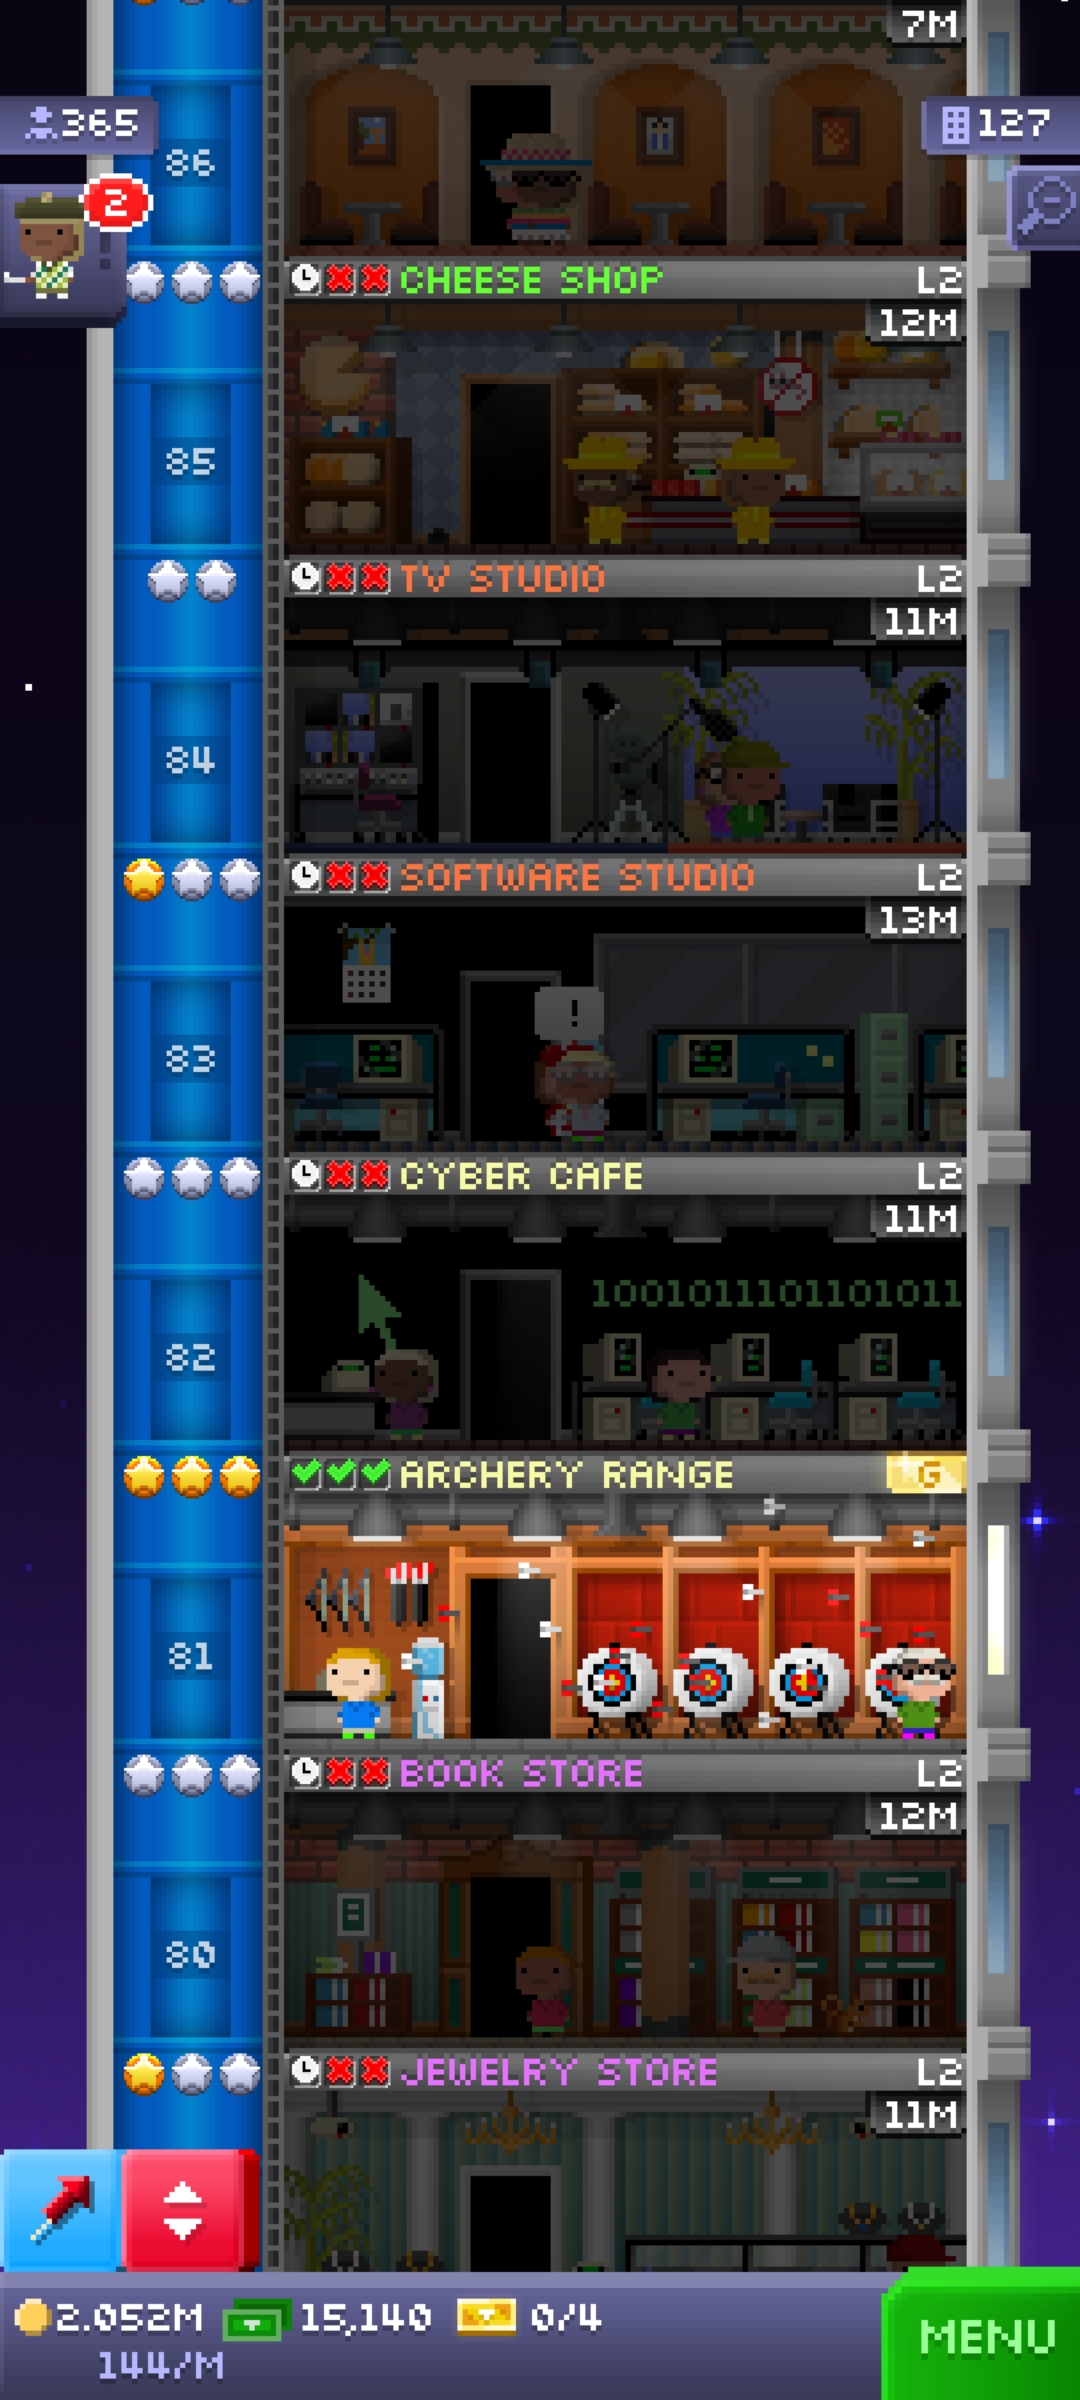 7M
365
127
86
2
CHEESE SHOP L2
12M
85
TV STUDIO L2
11M
84
SOFTWARE STUDIO L2
13M
!
83
CYBER CAFE L2
11M
1001011101101011
82
ARCHERY RANGE G
81
BOOK STORE L2
12M
80
JEWELRY STORE L2
11M
2.052M 15,140 0/4
144/M
MENU